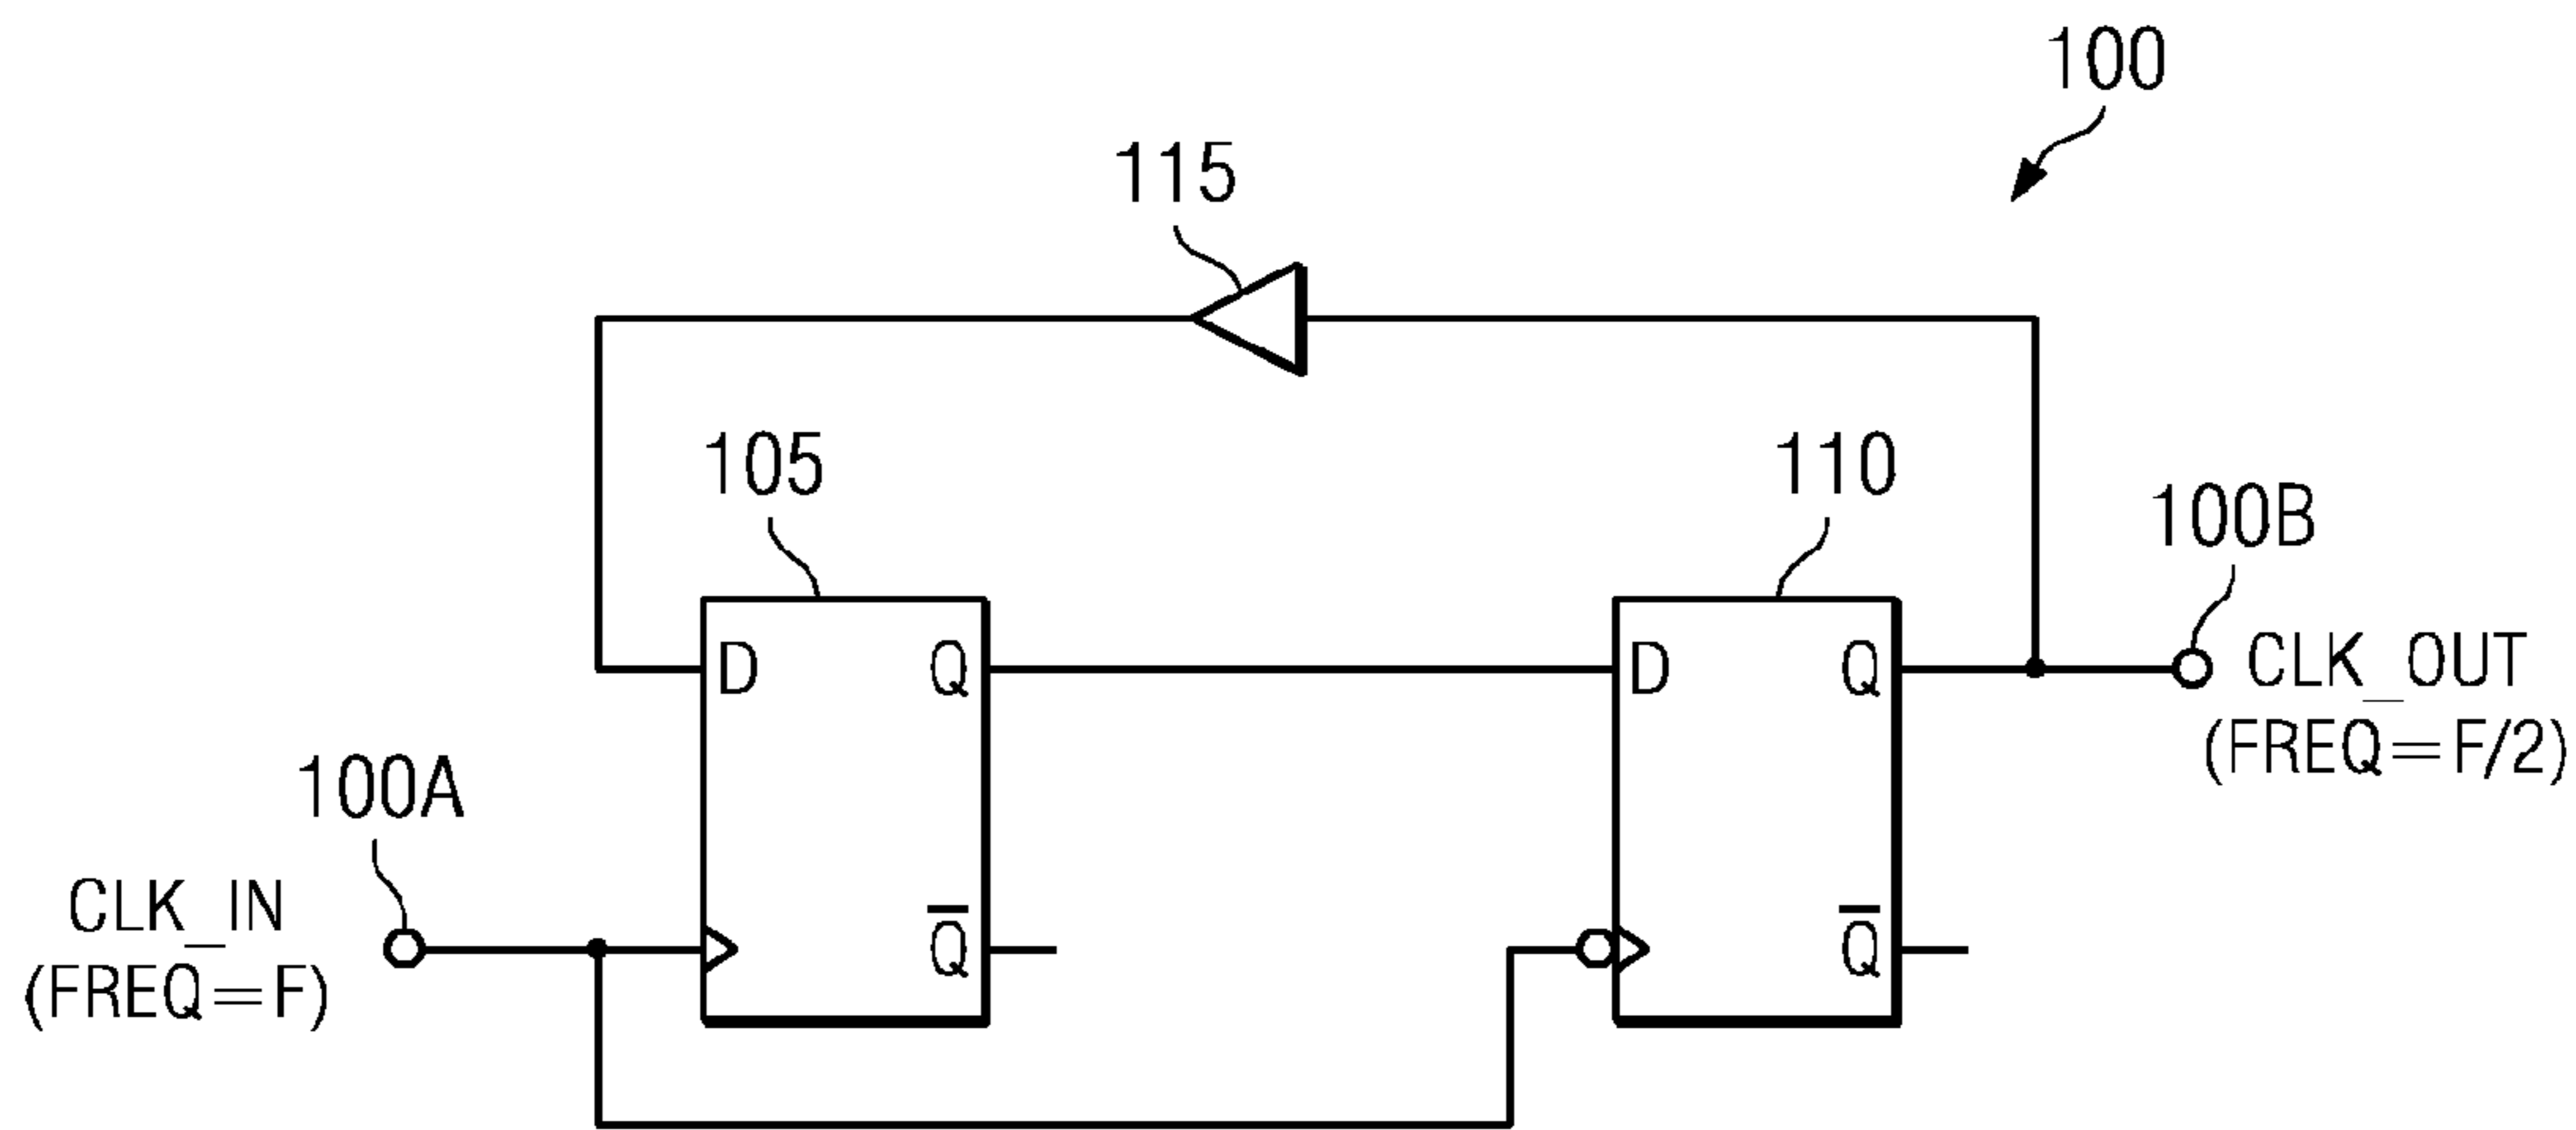 100
115
105
110
100B
D
Q
D
Q
CLK_OUT
(FREQ=F/2)
100A
CLK_IN
(FREQ=F)
Q̅
Q̅